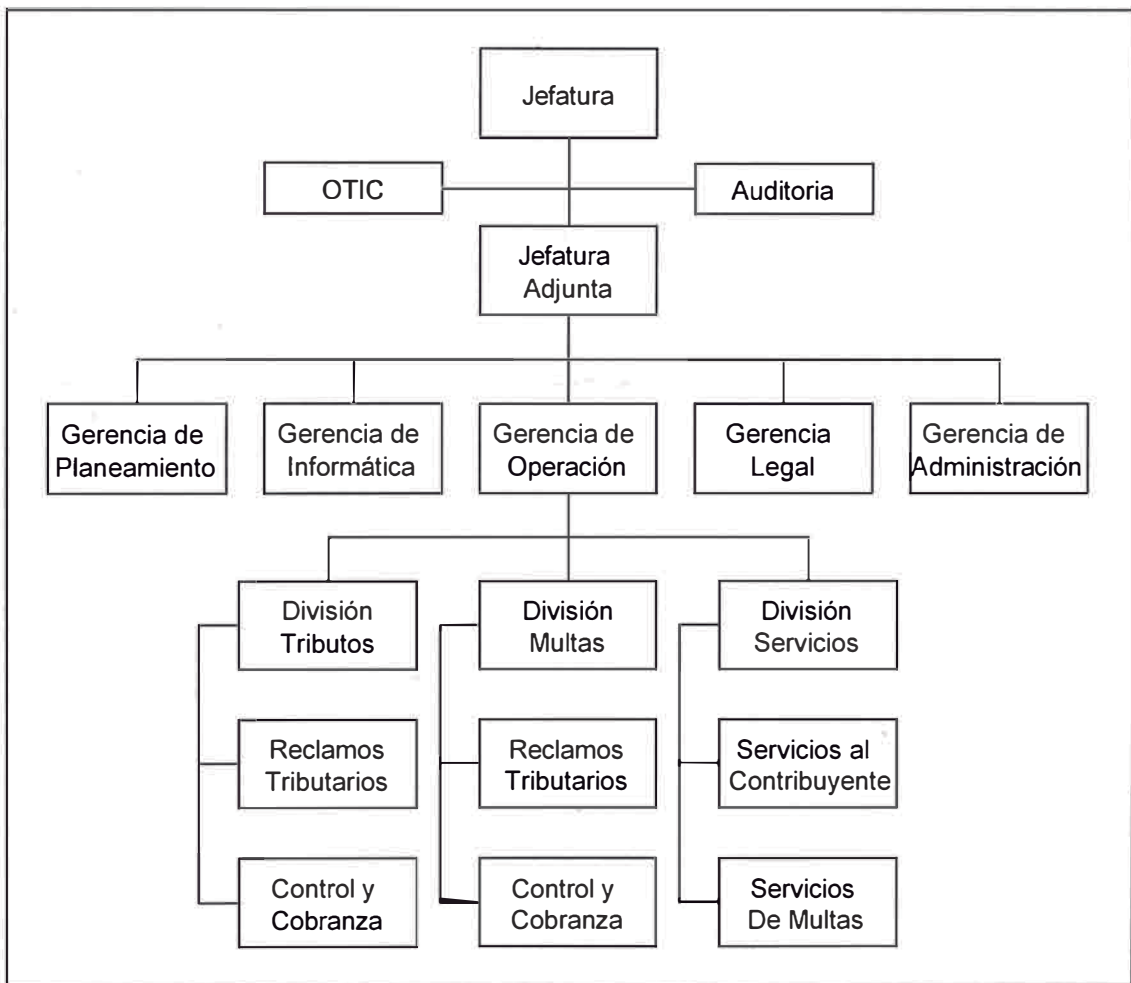 Jefatura
OTIC
Auditoria
Jefatura
Adjunta
Gerencia de
Planeamiento
Gerencia de
Informática
Gerencia de
Operación
Gerencia
Legal
Gerencia de
Administración
División
Tributos
División
Multas
División
Servicios
Reclamos
Tributarios
Reclamos
Tributarios
Servicios al
Contribuyente
Control y
Cobranza
Control y
Cobranza
Servicios
De Multas